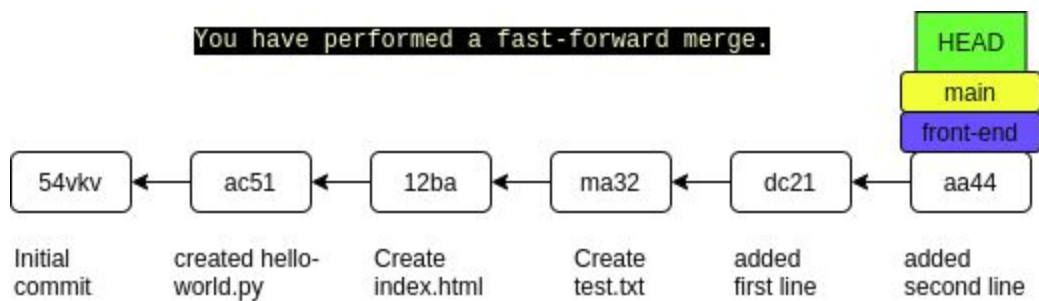 You have performed a fast-forward merge.
HEAD
main
front-end
54vkv
ac51
12ba
ma32
dc21
aa44
Initial
commit
created hello-
world.py
Create
index.html
Create
test.txt
added
first line
added
second line